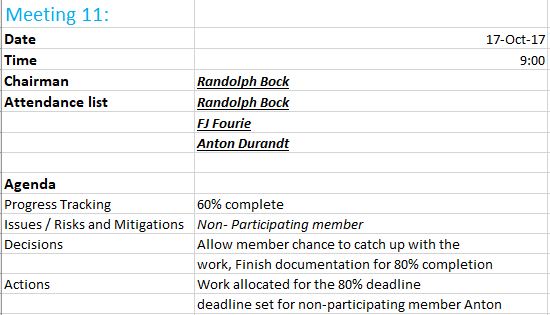 Meeting 11:
Date 17-Oct-17
Time 9:00
Chairman Randolph Bock
Attendance list Randolph Bock
FJ Fourie
Anton Durandt
Agenda
Progress Tracking 60% complete
Issues / Risks and Mitigations Non- Participating member
Decisions Allow member chance to catch up with the
work, Finish documentation for 80% completion
Actions Work allocated for the 80% deadline
deadline set for non-participating member Anton